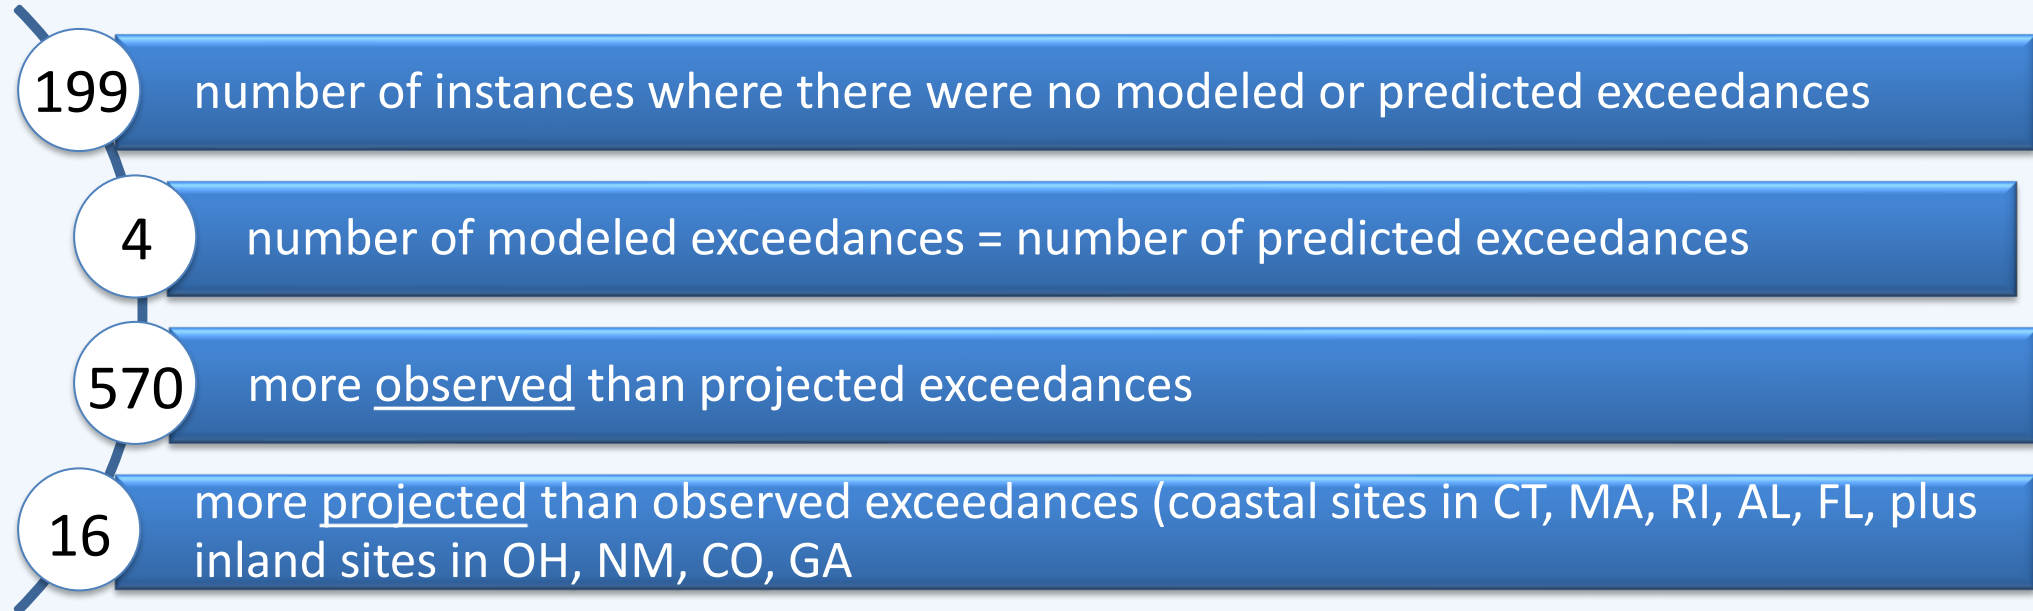 199
number of instances where there were no modeled or predicted exceedances
4
number of modeled exceedances = number of predicted exceedances
570
more observed than projected exceedances
16
more projected than observed exceedances (coastal sites in CT, MA, RI, AL, FL, plus
inland sites in OH, NM, CO, GA